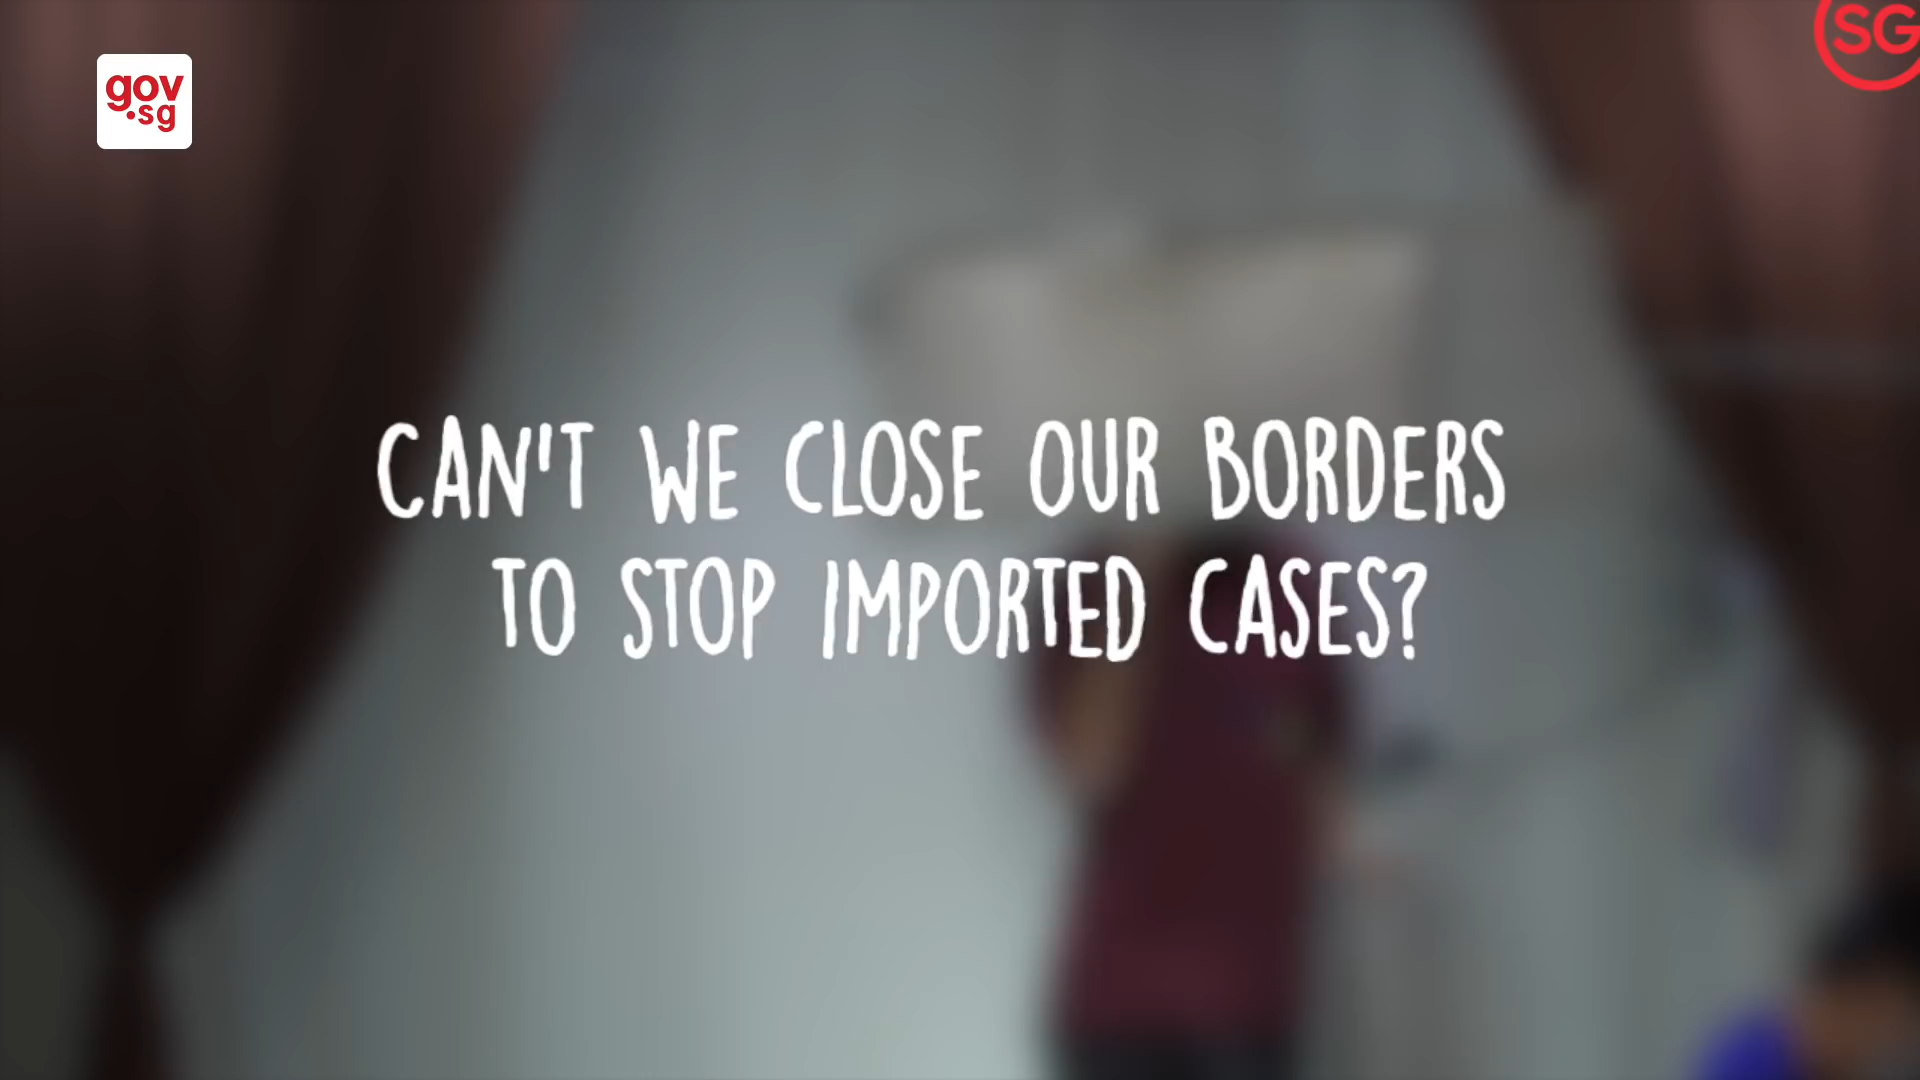 gov
.sg
SG
CAN'T WE CLOSE OUR BORDERS
TO STOP IMPORTED CASES?